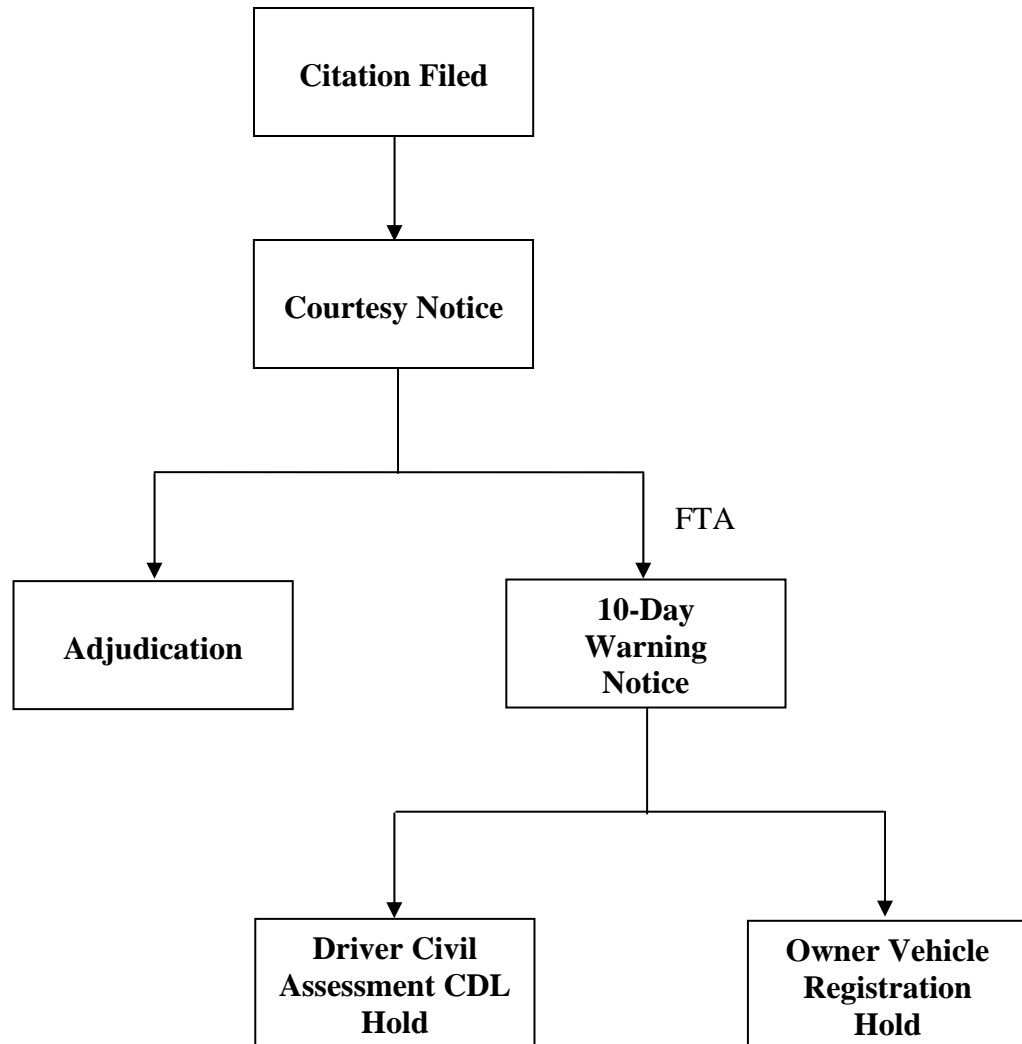 Citation Filed
Courtesy Notice
FTA
Adjudication
10-Day
Warning
Notice
Driver Civil
Assessment CDL
Hold
Owner Vehicle
Registration
Hold